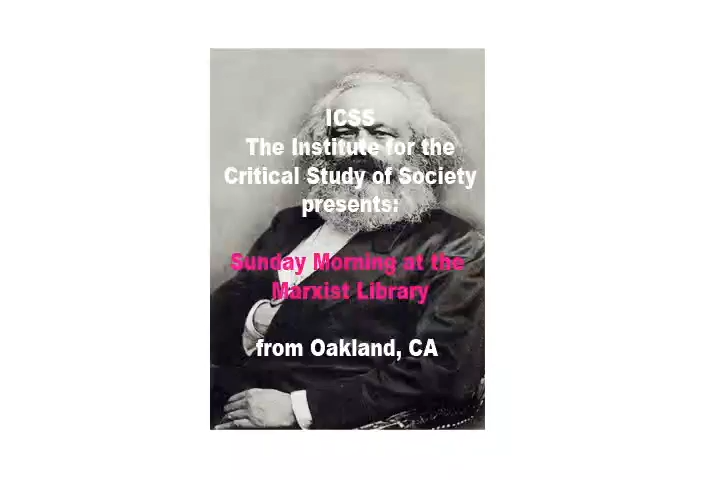 ICSS
The Institute for the
Critical Study of Society
presents:
Sunday Morning at the
Marxist Library
from Oakland, CA